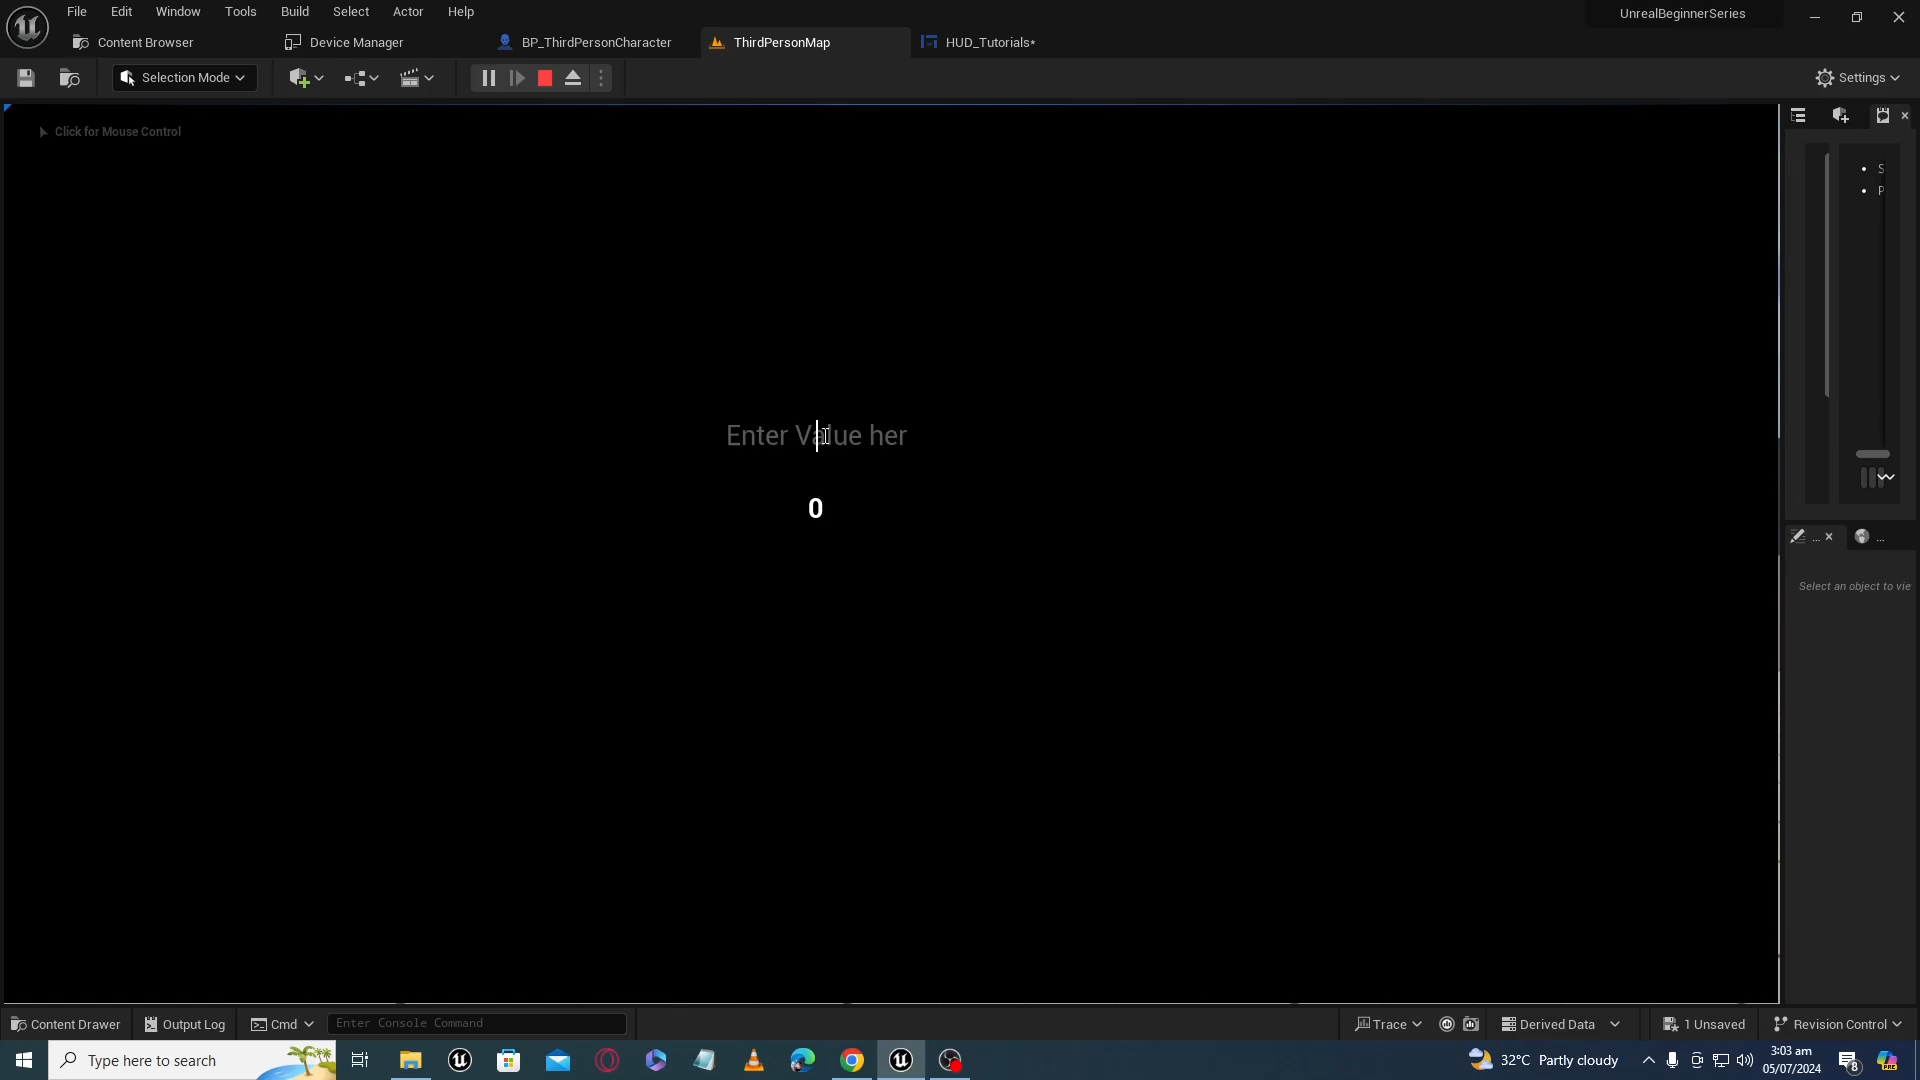 File Edit Window Tools Build Select Actor Help
UnrealBeginnerSeries
Content Browser
Device Manager
BP_ThirdPersonCharacter
ThirdPersonMap
HUD_Tutorials*
Selection Mode
Settings
Click for Mouse Control
S
P
Enter Value her
0
...
...
Select an object to vie
Content Drawer
Output Log
Cmd
Enter Console Command
Trace
Derived Data
1 Unsaved
Revision Control
Type here to search
32°C Partly cloudy
3:03 am
05/07/2024
8
PRE